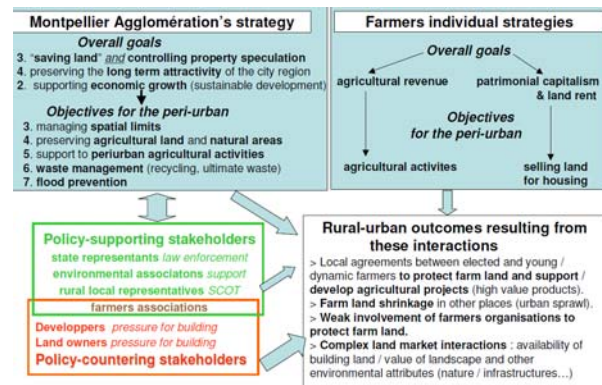 Montpellier Agglomération's strategy
Overall goals
3. "saving land" and controlling property speculation
4. preserving the long term attractivity of the city region
2. supporting economic growth (sustainable development)
Objectives for the peri-urban
3. managing spatial limits
4. preserving agricultural land and natural areas
5. support to periurban agricultural activities
6. waste management (recycling, ultimate waste)
7. flood prevention
Farmers individual strategies
Overall goals
agricultural revenue
patrimonial capitalism
& land rent
Objectives
for the peri-urban
agricultural activites
selling land
for housing
Policy-supporting stakeholders
state representants law enforcement
environmental associatons support
rural local representatives SCOT
farmers associations
Developpers pressure for building
Land owners pressure for building
Policy-countering stakeholders
Rural-urban outcomes resulting from
these interactions
> Local agreements between elected and young /
dynamic farmers to protect farm land and support /
develop agricultural projects (high value products).
> Farm land shrinkage in other places (urban sprawl).
> Weak involvement of farmers organisations to
protect farm land.
> Complex land market interactions : availability of
building land / value of landscape and other
environmental attributes (nature / infrastructures...)